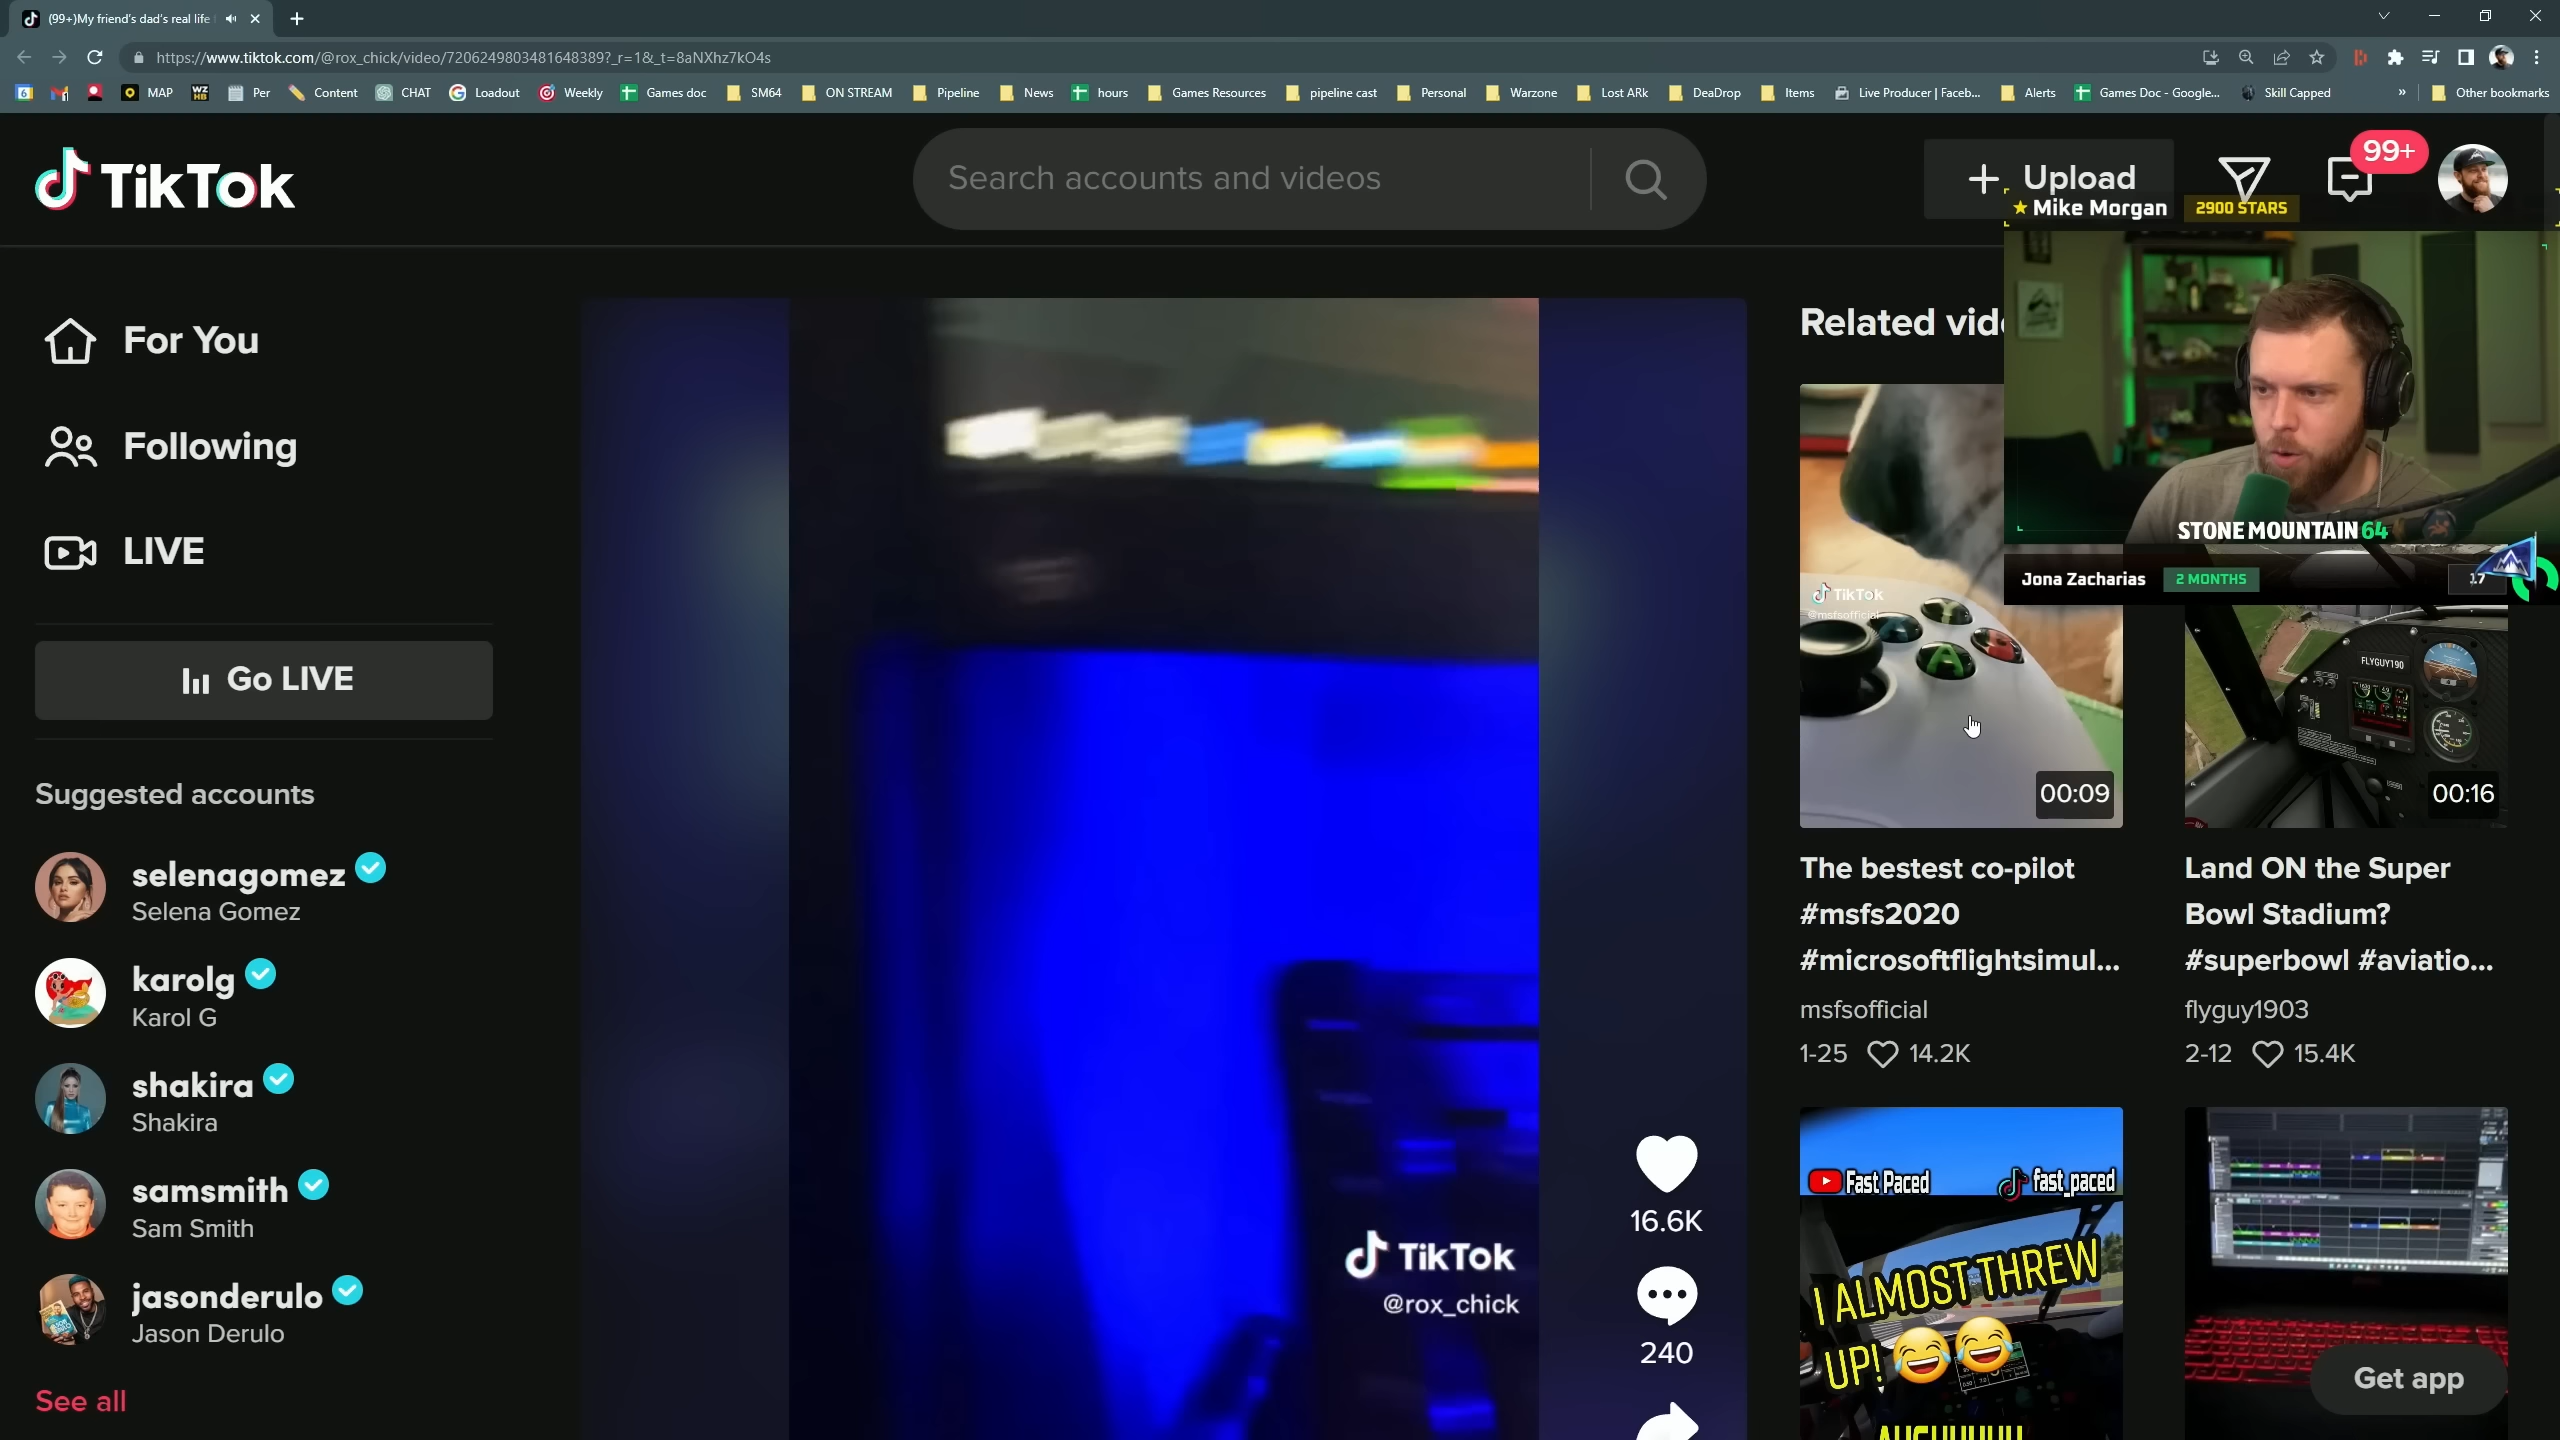 (99+)My friend's dad's real life
https://www.tiktok.com/@rox_chick/video/7206249803481648389?_r=1&_t=8aNXhz7kO4s
6 MAP WZ HB Per Content CHAT Loadout Weekly Games doc SM64 ON STREAM Pipeline News hours Games Resources pipeline cast Personal Warzone Lost ARk DeaDrop Items Live Producer | Faceb... Alerts Games Doc - Google... Skill Capped » Other bookmarks
TikTok
Search accounts and videos
Upload
99+
Mike Morgan 2900 STARS
For You
Following
LIVE
Go LIVE
Suggested accounts
selenagomez
Selena Gomez
karolg
Karol G
shakira
Shakira
samsmith
Sam Smith
jasonderulo
Jason Derulo
See all
TikTok
@rox_chick
16.6K
240
Related vid
STONE MOUNTAIN 64
Jona Zacharias 2 MONTHS 17
TikTok
@msfsofficial
A
00:09
The bestest co-pilot
#msfs2020
#microsoftflightsimul...
msfsofficial
1-25 14.2K
FLYGUY190
00:16
Land ON the Super
Bowl Stadium?
#superbowl #aviatio...
flyguy1903
2-12 15.4K
Fast Paced fast_paced
I ALMOST THREW
UP!
Get app